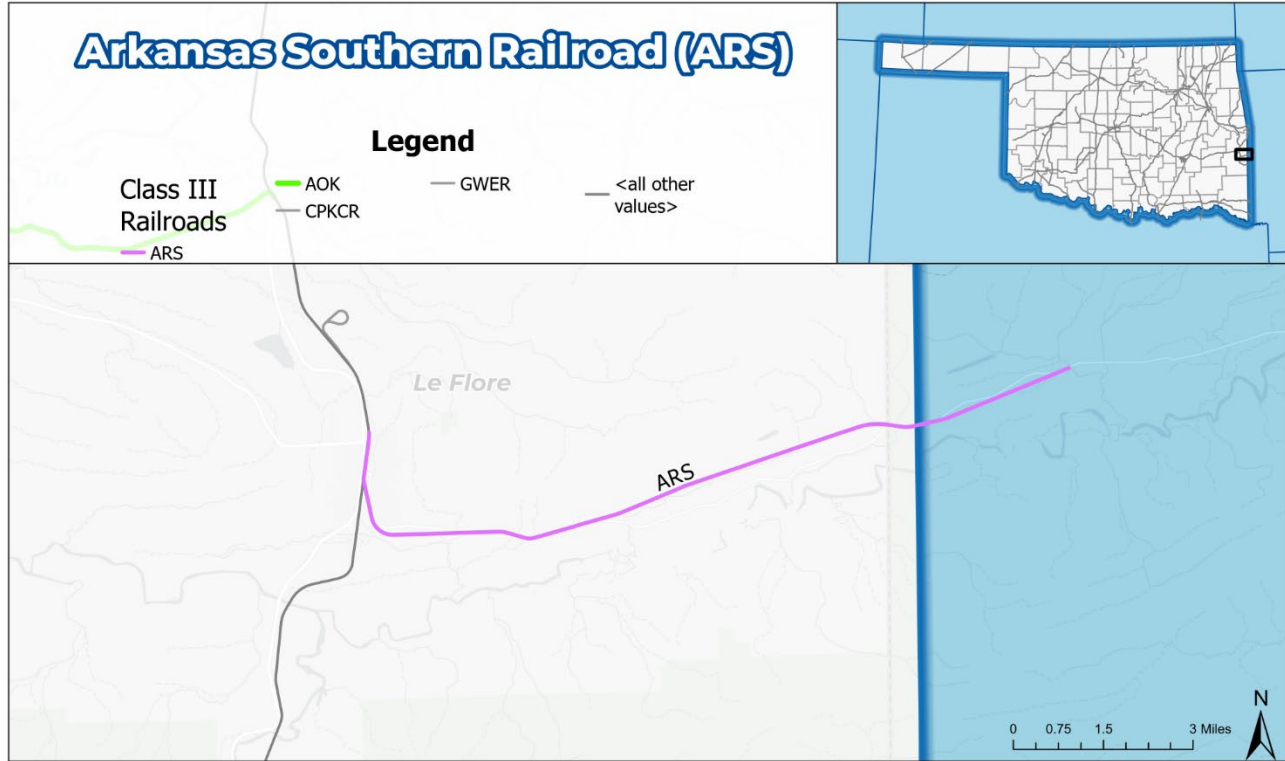 Arkansas Southern Railroad (ARS)
Legend
Class III
Railroads
ARS
AOK
CPKCR
GWER
<all other
values>
Le Flore
ARS
N
0 0.75 1.5 3 Miles